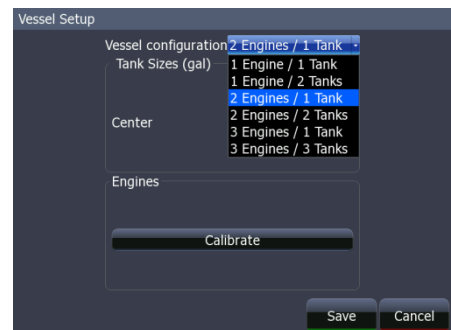 Vessel Setup
Vessel configuration 2 Engines / 1 Tank
Tank Sizes (gal)
1 Engine / 1 Tank
1 Engine / 2 Tanks
2 Engines / 1 Tank
Center
2 Engines / 2 Tanks
3 Engines / 1 Tank
3 Engines / 3 Tanks
Engines
Calibrate
Save Cancel